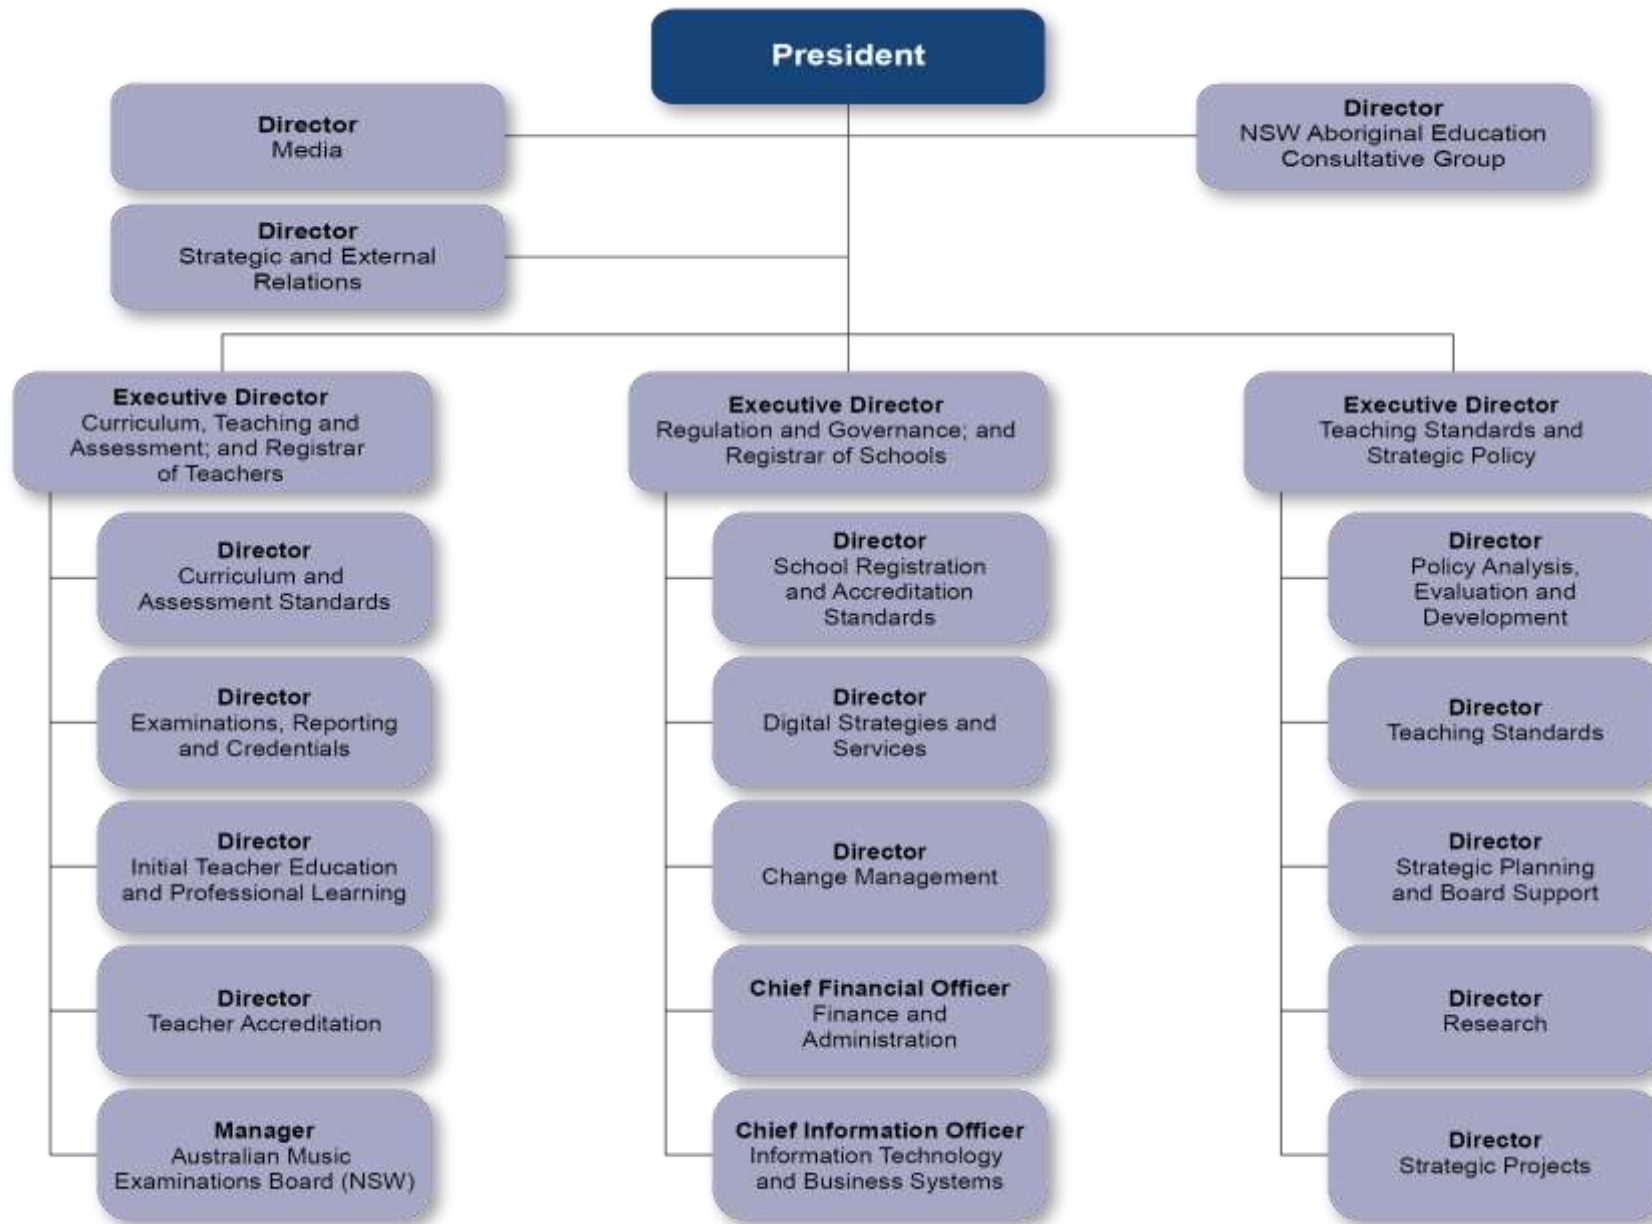 President
Director
Media
Director
NSW Aboriginal Education
Consultative Group
Director
Strategic and External
Relations
Executive Director
Curriculum, Teaching and
Assessment; and Registrar
of Teachers
Director
Curriculum and
Assessment Standards
Director
Examinations, Reporting
and Credentials
Director
Initial Teacher Education
and Professional Learning
Director
Teacher Accreditation
Manager
Australian Music
Examinations Board (NSW)
Executive Director
Regulation and Governance; and
Registrar of Schools
Director
School Registration
and Accreditation
Standards
Director
Digital Strategies and
Services
Director
Change Management
Chief Financial Officer
Finance and
Administration
Chief Information Officer
Information Technology
and Business Systems
Executive Director
Teaching Standards and
Strategic Policy
Director
Policy Analysis,
Evaluation and
Development
Director
Teaching Standards
Director
Strategic Planning
and Board Support
Director
Research
Director
Strategic Projects